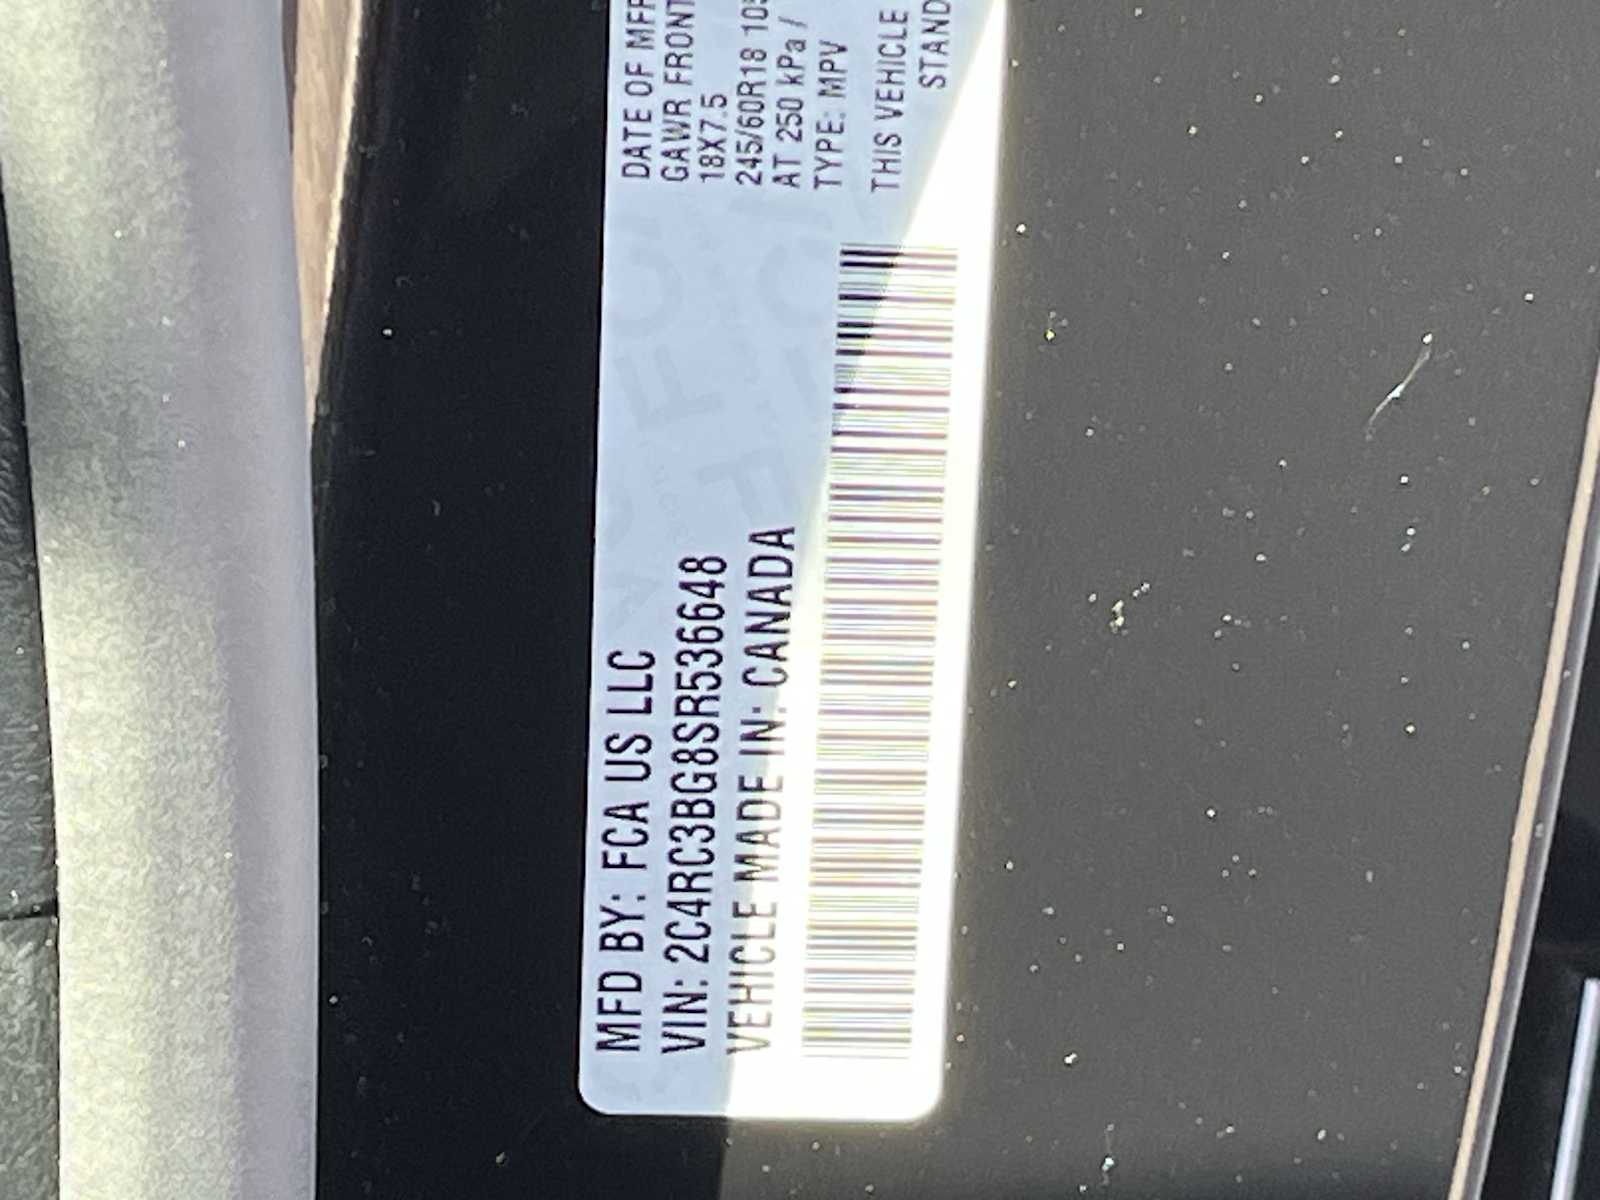 MFD BY: FCA US LLC
VIN: 2C4RC3BG8SR536648
VEHICLE MADE IN: CANADA
DATE OF MFR
GAWR FRONT
18X7.5
245/60R18 105
AT 250 kPa /
TYPE: MPV
THIS VEHICLE
STAND